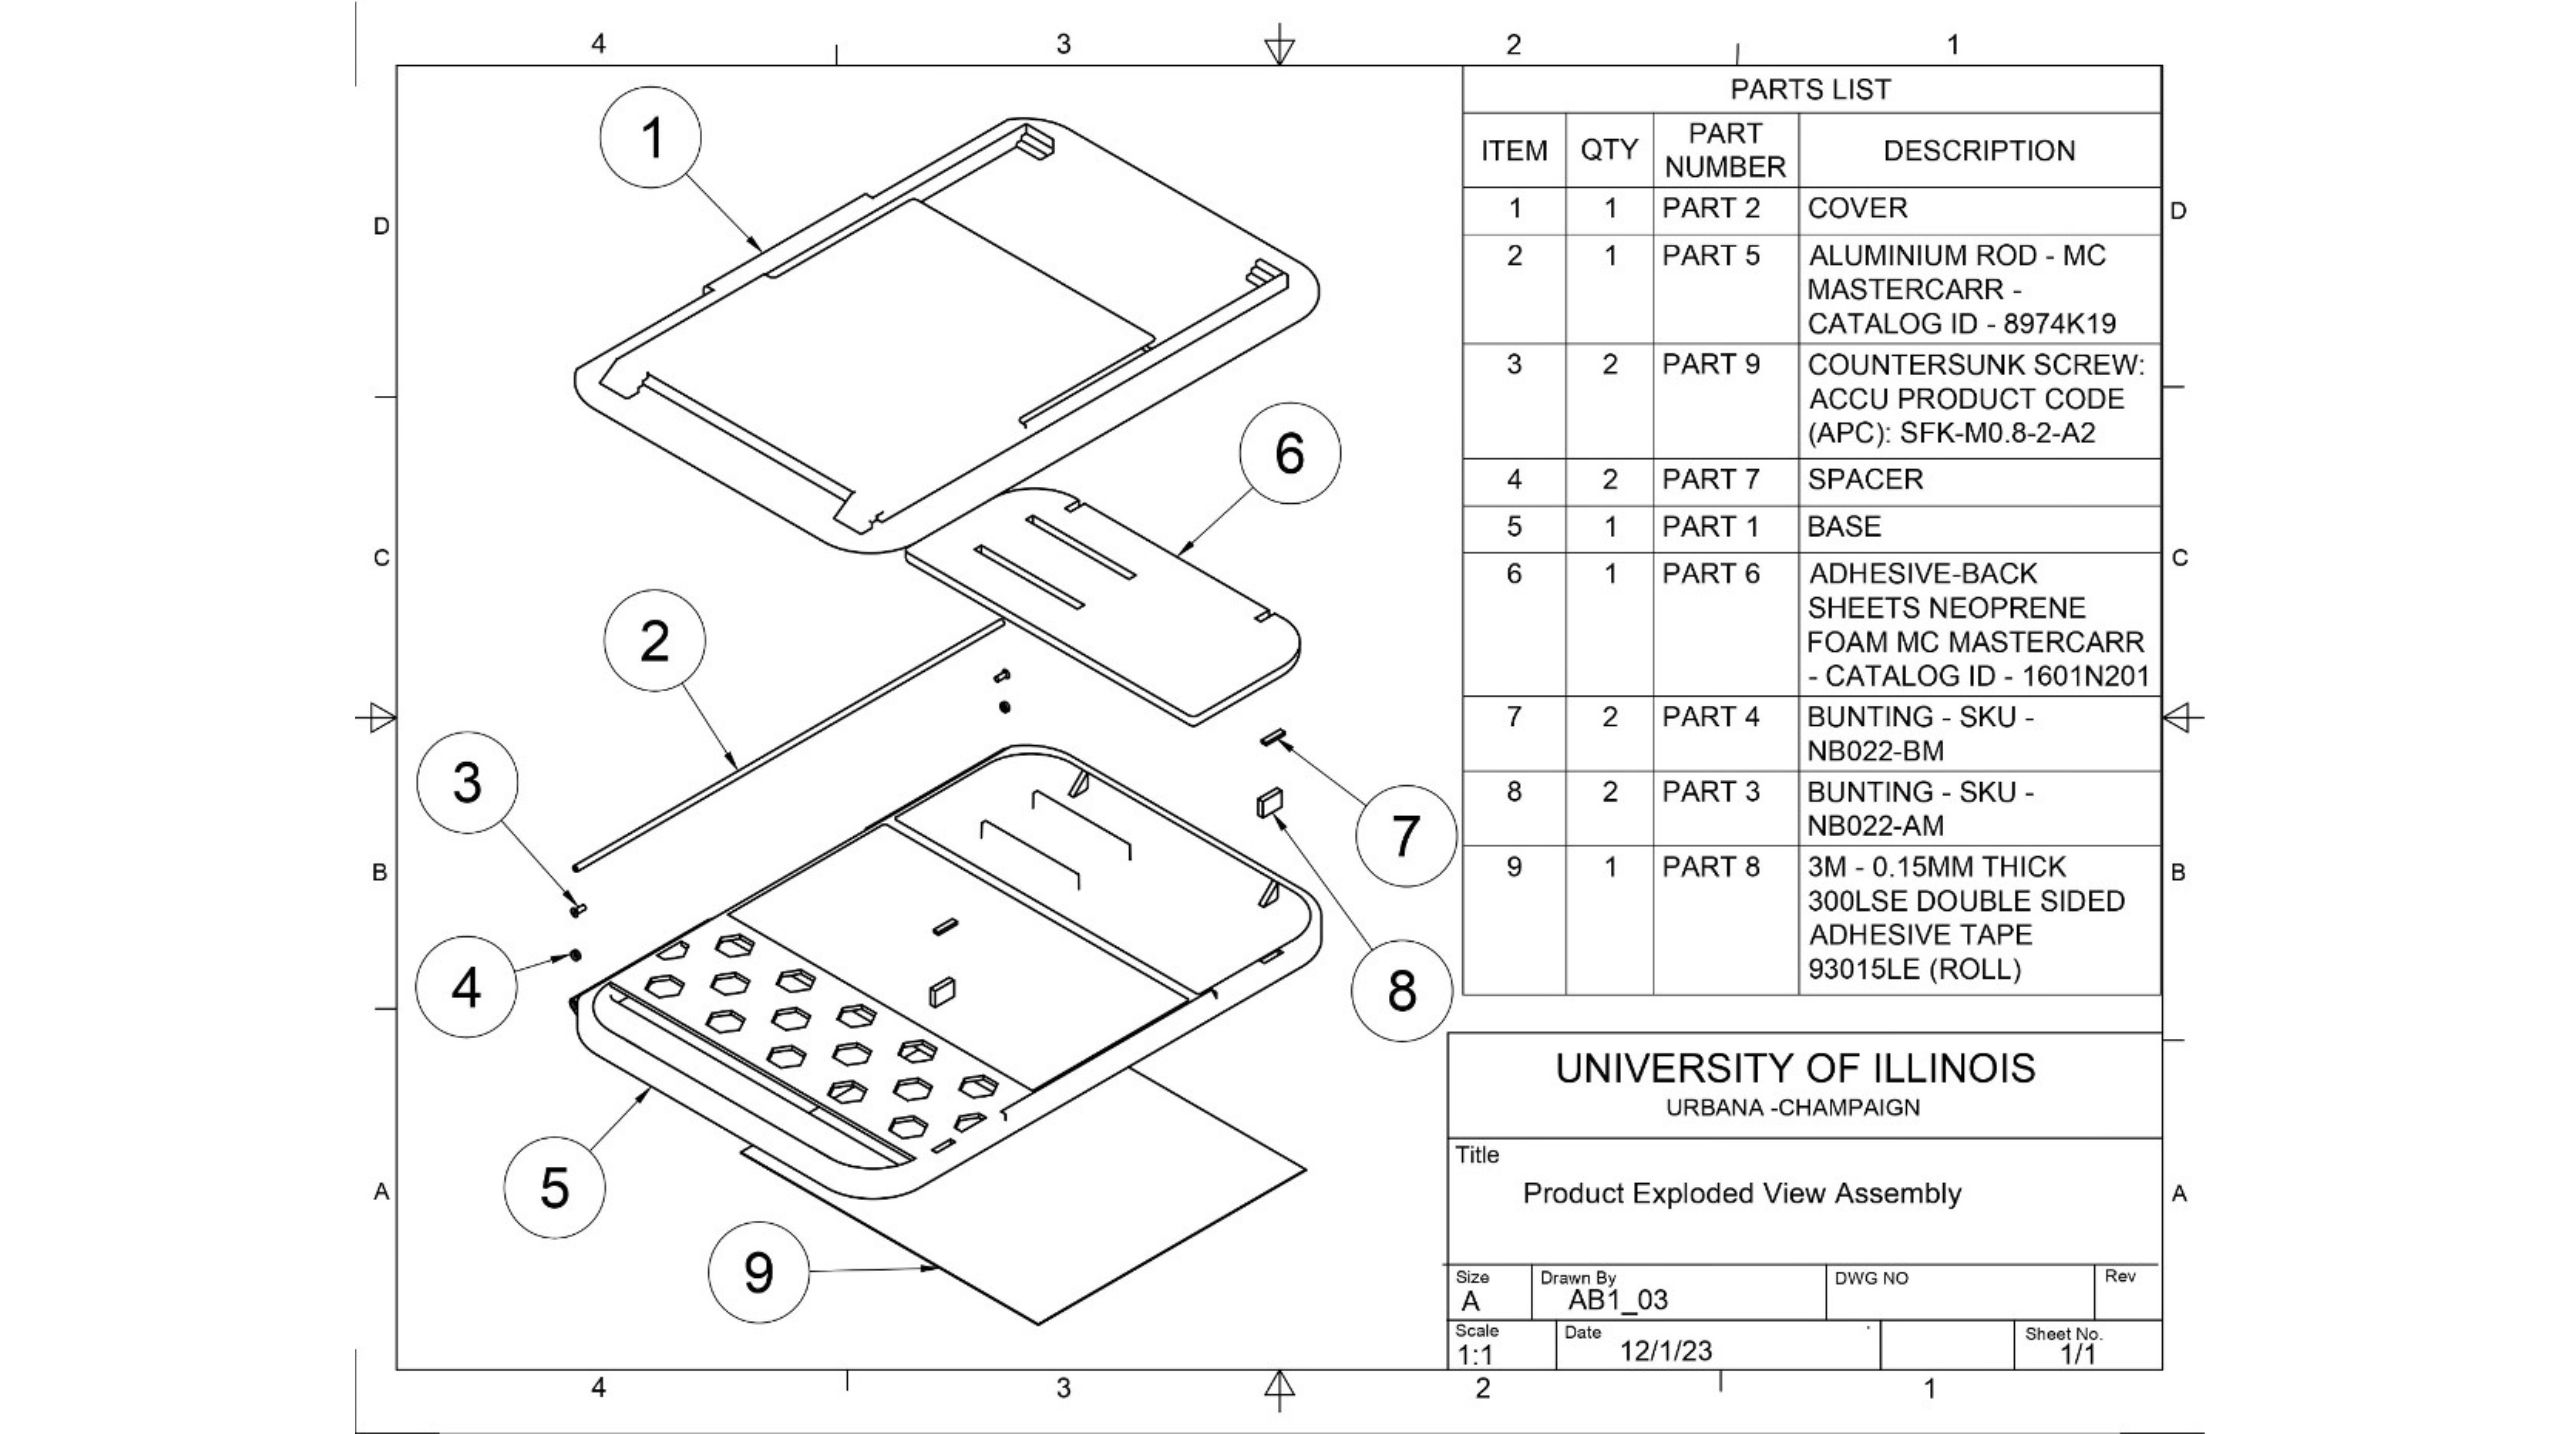 4 3 2 1
D
C
B
A
1
6
2
3
7
4
8
5
9
PARTS LIST
ITEM QTY PART NUMBER DESCRIPTION
1 1 PART 2 COVER
2 1 PART 5 ALUMINIUM ROD - MC
MASTERCARR -
CATALOG ID - 8974K19
3 2 PART 9 COUNTERSUNK SCREW:
ACCU PRODUCT CODE
(APC): SFK-M0.8-2-A2
4 2 PART 7 SPACER
5 1 PART 1 BASE
6 1 PART 6 ADHESIVE-BACK
SHEETS NEOPRENE
FOAM MC MASTERCARR
- CATALOG ID - 1601N201
7 2 PART 4 BUNTING - SKU -
NB022-BM
8 2 PART 3 BUNTING - SKU -
NB022-AM
9 1 PART 8 3M - 0.15MM THICK
300LSE DOUBLE SIDED
ADHESIVE TAPE
93015LE (ROLL)
D
C
B
A
UNIVERSITY OF ILLINOIS
URBANA -CHAMPAIGN
Title
Product Exploded View Assembly
Size Drawn By DWG NO Rev
A AB1_03
Scale Date Sheet No.
1:1 12/1/23 1/1
4 3 2 1